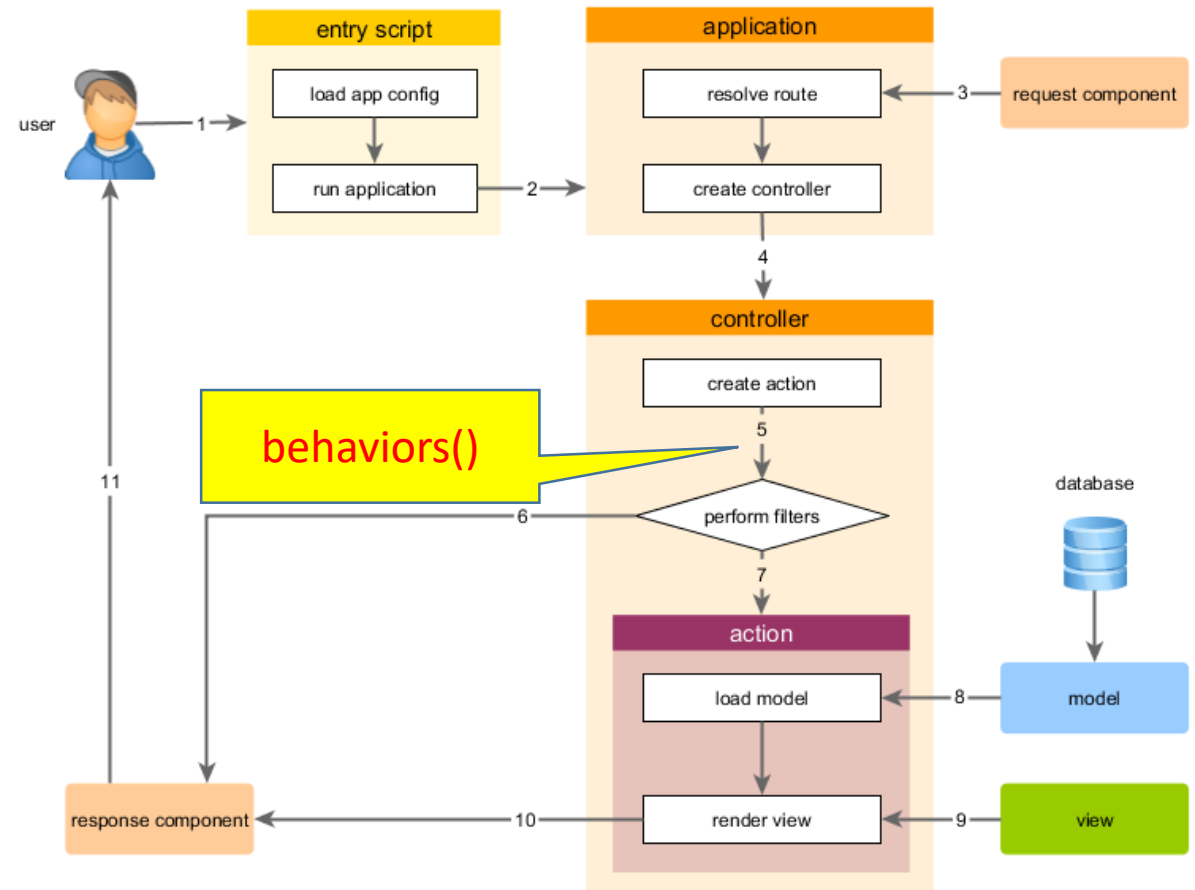 entry script
application
load app config
resolve route
3
request component
user
1
run application
2
create controller
4
controller
create action
behaviors()
5
11
database
6
perform filters
7
action
load model
8
model
response component
10
render view
9
view